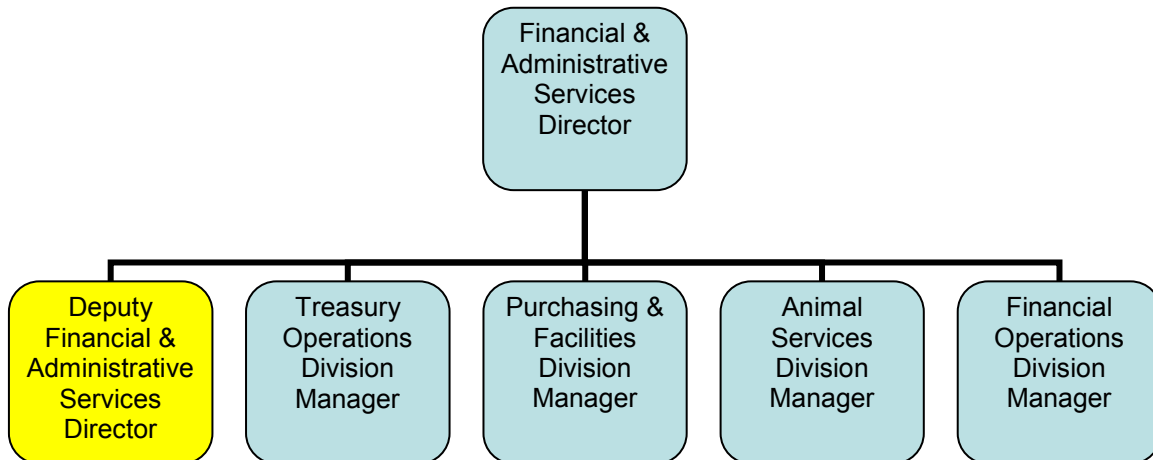 Financial &
Administrative
Services
Director
Deputy
Financial &
Administrative
Services
Director
Treasury
Operations
Division
Manager
Purchasing &
Facilities
Division
Manager
Animal
Services
Division
Manager
Financial
Operations
Division
Manager